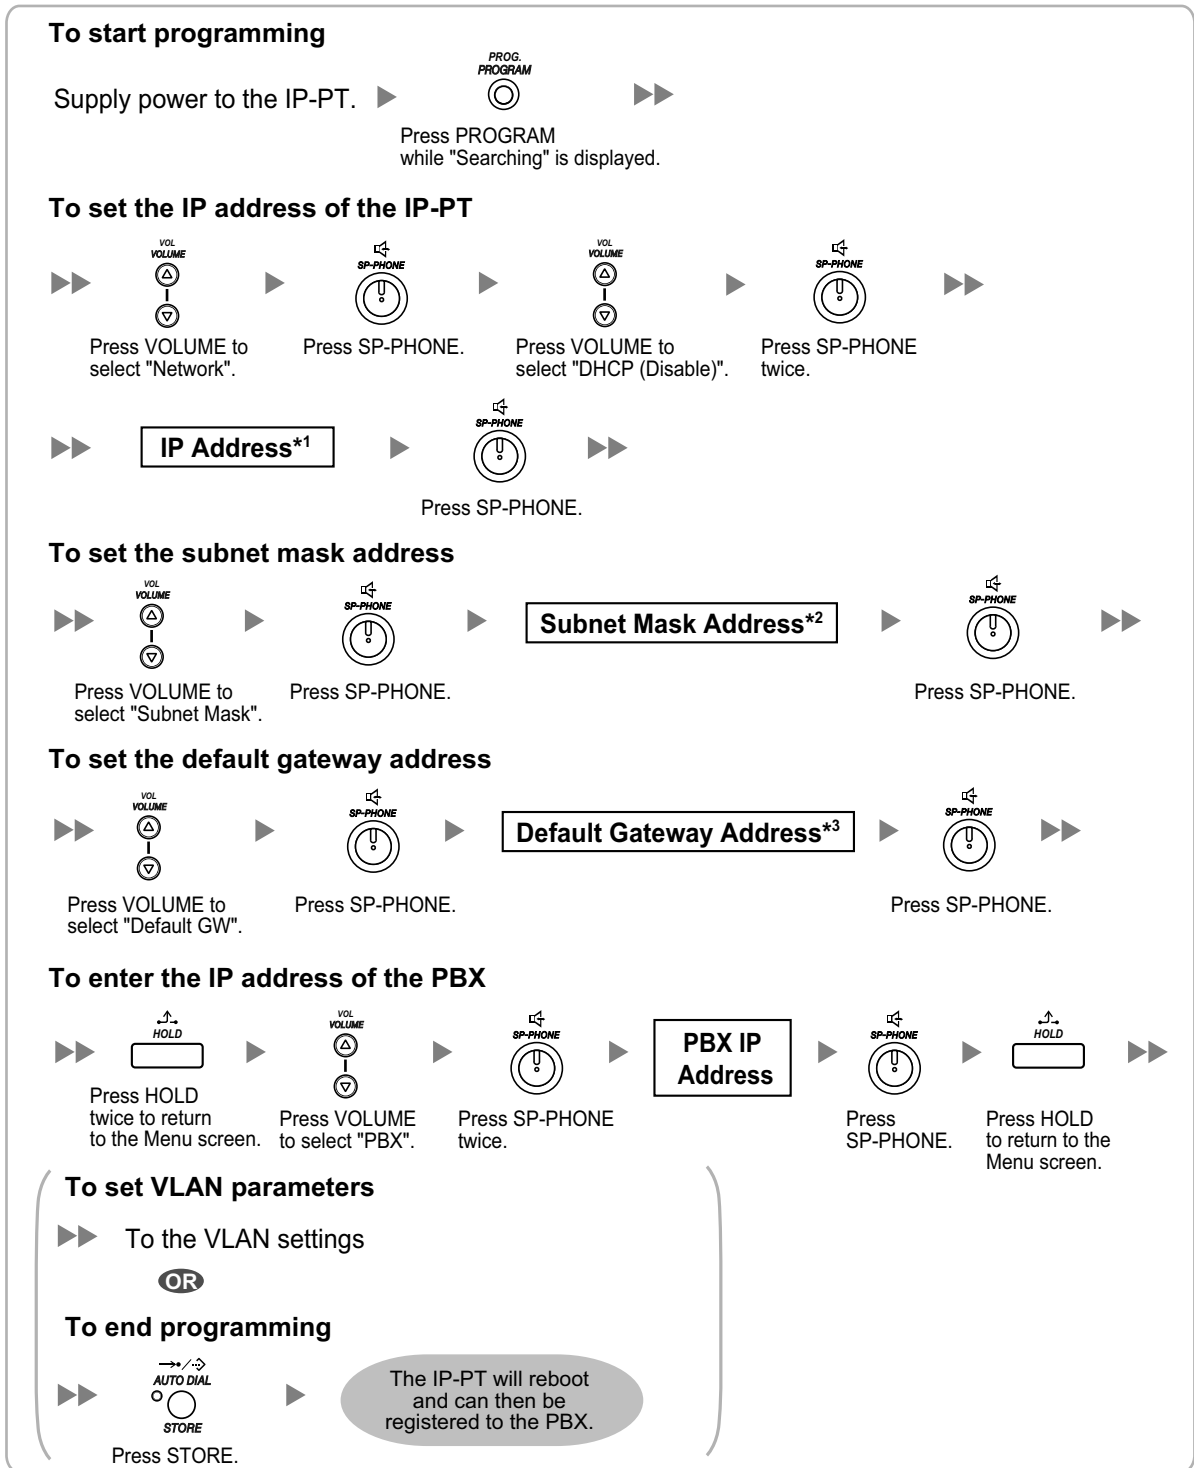 To start programming
PROG.
PROGRAM
Supply power to the IP-PT.
Press PROGRAM
while "Searching" is displayed.
To set the IP address of the IP-PT
VOL
VOLUME
SP-PHONE
VOL
VOLUME
SP-PHONE
Press VOLUME to
select "Network".
Press SP-PHONE.
Press VOLUME to
select "DHCP (Disable)".
Press SP-PHONE
twice.
IP Address*1
SP-PHONE
Press SP-PHONE.
To set the subnet mask address
VOL
VOLUME
SP-PHONE
Subnet Mask Address*2
SP-PHONE
Press VOLUME to
select "Subnet Mask".
Press SP-PHONE.
Press SP-PHONE.
To set the default gateway address
VOL
VOLUME
SP-PHONE
Default Gateway Address*3
SP-PHONE
Press VOLUME to
select "Default GW".
Press SP-PHONE.
Press SP-PHONE.
To enter the IP address of the PBX
HOLD
VOL
VOLUME
SP-PHONE
PBX IP
Address
SP-PHONE
HOLD
Press HOLD
twice to return
to the Menu screen.
Press VOLUME
to select "PBX".
Press SP-PHONE
twice.
Press
SP-PHONE.
Press HOLD
to return to the
Menu screen.
To set VLAN parameters
To the VLAN settings
OR
To end programming
AUTO DIAL
STORE
Press STORE.
The IP-PT will reboot
and can then be
registered to the PBX.